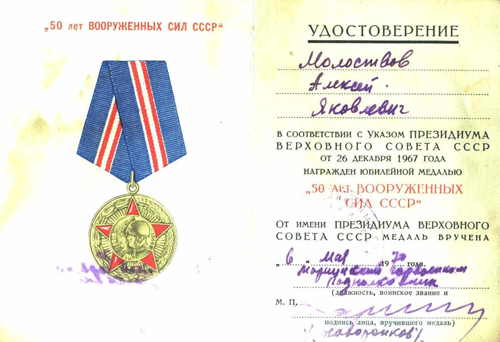 „50 лет ВООРУЖЕННЫХ СИЛ СССР“
УДОСТОВЕРЕНИЕ
Молоствов
Алексей
Яковлевич
В СООТВЕТСТВИИ С УКАЗОМ ПРЕЗИДИУМА
ВЕРХОВНОГО СОВЕТА СССР
ОТ 26 ДЕКАБРЯ 1967 ГОДА
НАГРАЖДЕН ЮБИЛЕЙНОЙ МЕДАЛЬЮ
„50 ЛЕТ ВООРУЖЕННЫХ
СИЛ СССР“
ОТ ИМЕНИ ПРЕЗИДИУМА ВЕРХОВНОГО
СОВЕТА СССР МЕДАЛЬ ВРУЧЕНА
„6 мая 1970 года.
Подполковник
(должность, воинское звание и
М. П.
подпись лица, вручившего медаль)